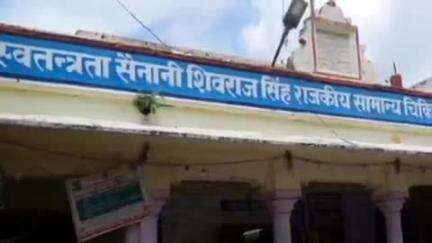 स्वतन्त्रता सैनानी शिवराज सिंह राजकीय सामान्य